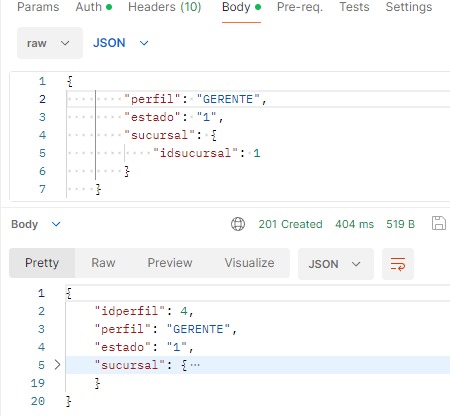 Params Auth Headers (10) Body Pre-req. Tests Settings
raw JSON
1 {
2 "perfil": "GERENTE",
3 "estado": "1",
4 "sucursal": {
5 "idsucursal": 1
6 }
7 }
Body 201 Created 404 ms 519 B
Pretty Raw Preview Visualize JSON
1 {
2 "idperfil": 4,
3 "perfil": "GERENTE",
4 "estado": "1",
5 "sucursal": {…
19 }
20 }